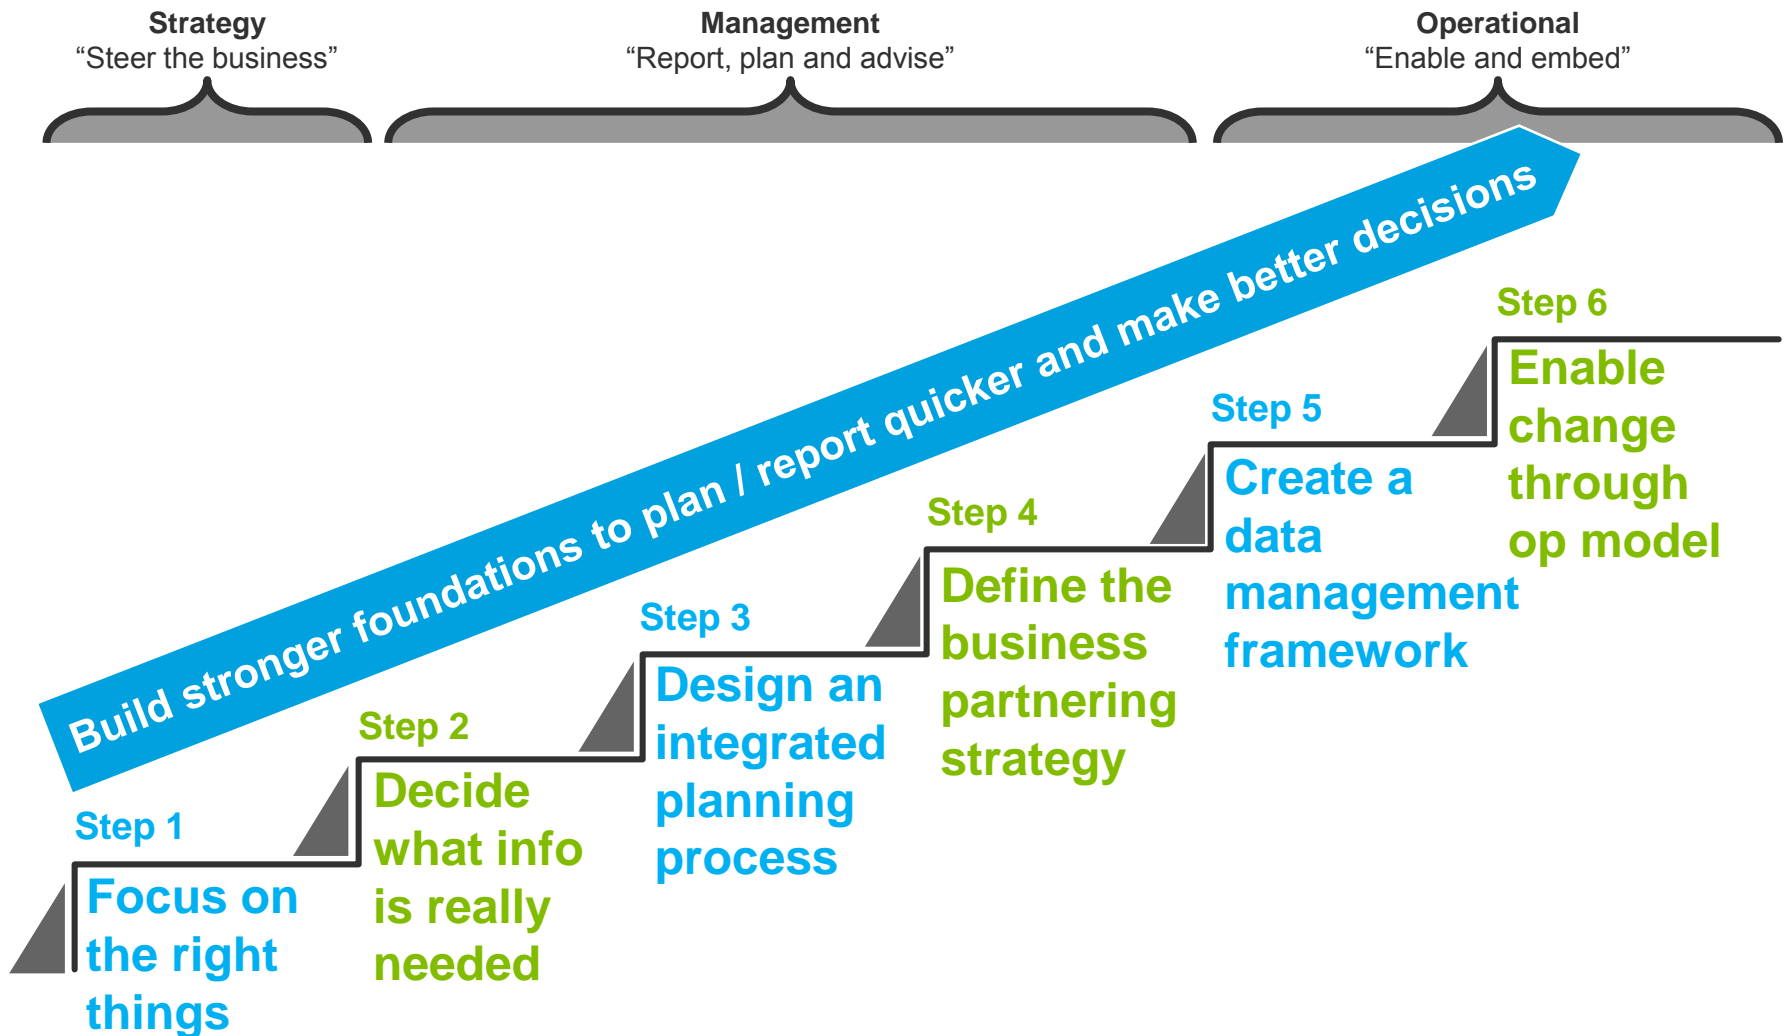 Strategy
“Steer the business”
Management
“Report, plan and advise”
Operational
“Enable and embed”
Build stronger foundations to plan / report quicker and make better decisions
Step 1
Focus on
the right
things
Step 2
Decide
what info
is really
needed
Step 3
Design an
integrated
planning
process
Step 4
Define the
business
partnering
strategy
Step 5
Create a
data
management
framework
Step 6
Enable
change
through
op model